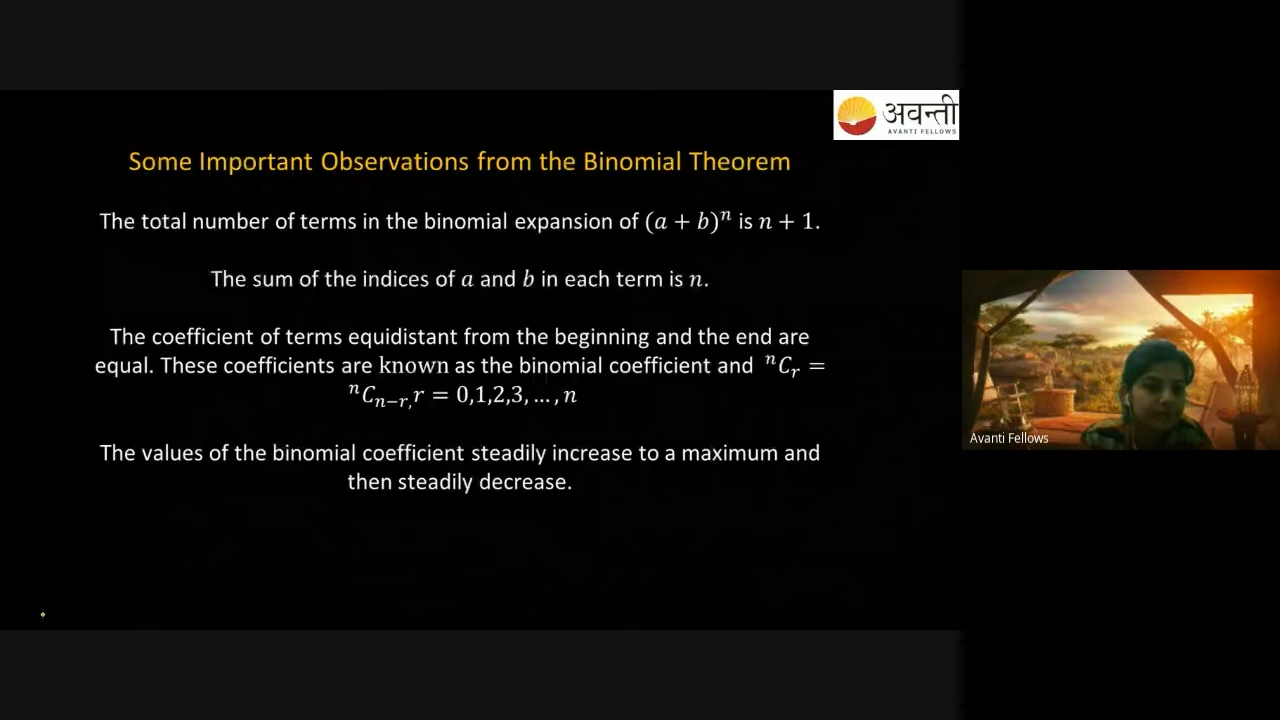 अवन्ती
AVANTI FELLOWS
Some Important Observations from the Binomial Theorem
The total number of terms in the binomial expansion of (a + b)ⁿ is n + 1.
The sum of the indices of a and b in each term is n.
The coefficient of terms equidistant from the beginning and the end are
equal. These coefficients are known as the binomial coefficient and ⁿCᵣ =
ⁿCₙ₋ᵣ, r = 0,1,2,3, … , n
The values of the binomial coefficient steadily increase to a maximum and
then steadily decrease.
Avanti Fellows